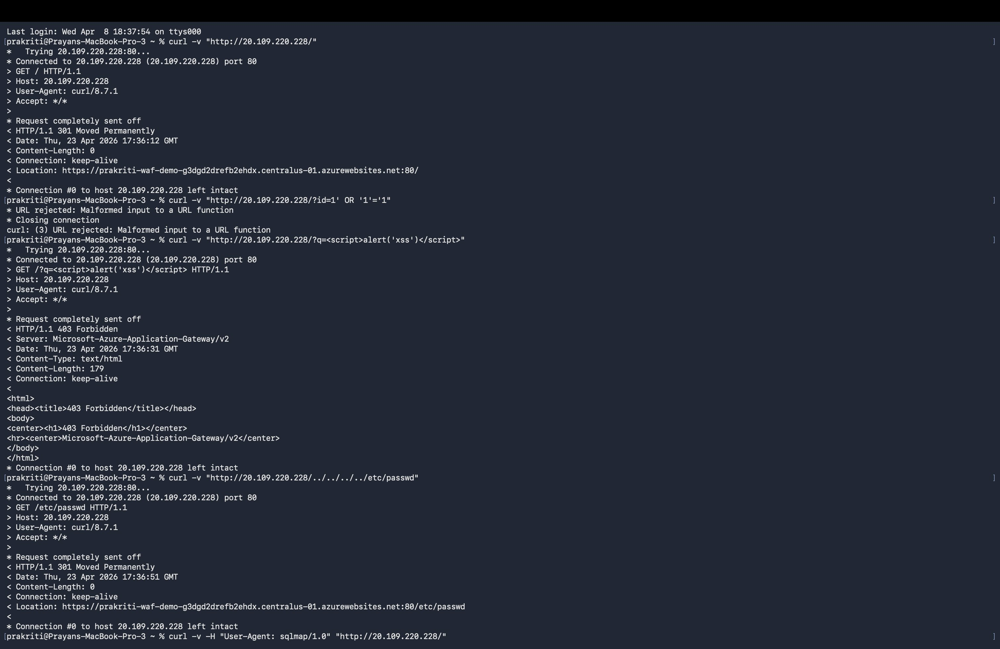 Last login: Wed Apr  8 18:37:54 on ttys000
[prakriti@Prayans-MacBook-Pro-3 ~ % curl -v "http://20.109.220.228/" ]
*   Trying 20.109.220.228:80...
* Connected to 20.109.220.228 (20.109.220.228) port 80
> GET / HTTP/1.1
> Host: 20.109.220.228
> User-Agent: curl/8.7.1
> Accept: */*
>
* Request completely sent off
< HTTP/1.1 301 Moved Permanently
< Date: Thu, 23 Apr 2026 17:36:12 GMT
< Content-Length: 0
< Connection: keep-alive
< Location: https://prakriti-waf-demo-g3dgd2drefb2ehdx.centralus-01.azurewebsites.net:80/
<
* Connection #0 to host 20.109.220.228 left intact
[prakriti@Prayans-MacBook-Pro-3 ~ % curl -v "http://20.109.220.228/?id=1' OR '1'='1" ]
* URL rejected: Malformed input to a URL function
* Closing connection
curl: (3) URL rejected: Malformed input to a URL function
[prakriti@Prayans-MacBook-Pro-3 ~ % curl -v "http://20.109.220.228/?q=<script>alert('xss')</script>" ]
*   Trying 20.109.220.228:80...
* Connected to 20.109.220.228 (20.109.220.228) port 80
> GET /?q=<script>alert('xss')</script> HTTP/1.1
> Host: 20.109.220.228
> User-Agent: curl/8.7.1
> Accept: */*
>
* Request completely sent off
< HTTP/1.1 403 Forbidden
< Server: Microsoft-Azure-Application-Gateway/v2
< Date: Thu, 23 Apr 2026 17:36:31 GMT
< Content-Type: text/html
< Content-Length: 179
< Connection: keep-alive
<
<html>
<head><title>403 Forbidden</title></head>
<body>
<center><h1>403 Forbidden</h1></center>
<hr><center>Microsoft-Azure-Application-Gateway/v2</center>
</body>
</html>
* Connection #0 to host 20.109.220.228 left intact
[prakriti@Prayans-MacBook-Pro-3 ~ % curl -v "http://20.109.220.228/../../../../etc/passwd" ]
*   Trying 20.109.220.228:80...
* Connected to 20.109.220.228 (20.109.220.228) port 80
> GET /etc/passwd HTTP/1.1
> Host: 20.109.220.228
> User-Agent: curl/8.7.1
> Accept: */*
>
* Request completely sent off
< HTTP/1.1 301 Moved Permanently
< Date: Thu, 23 Apr 2026 17:36:51 GMT
< Content-Length: 0
< Connection: keep-alive
< Location: https://prakriti-waf-demo-g3dgd2drefb2ehdx.centralus-01.azurewebsites.net:80/etc/passwd
<
* Connection #0 to host 20.109.220.228 left intact
[prakriti@Prayans-MacBook-Pro-3 ~ % curl -v -H "User-Agent: sqlmap/1.0" "http://20.109.220.228/" ]